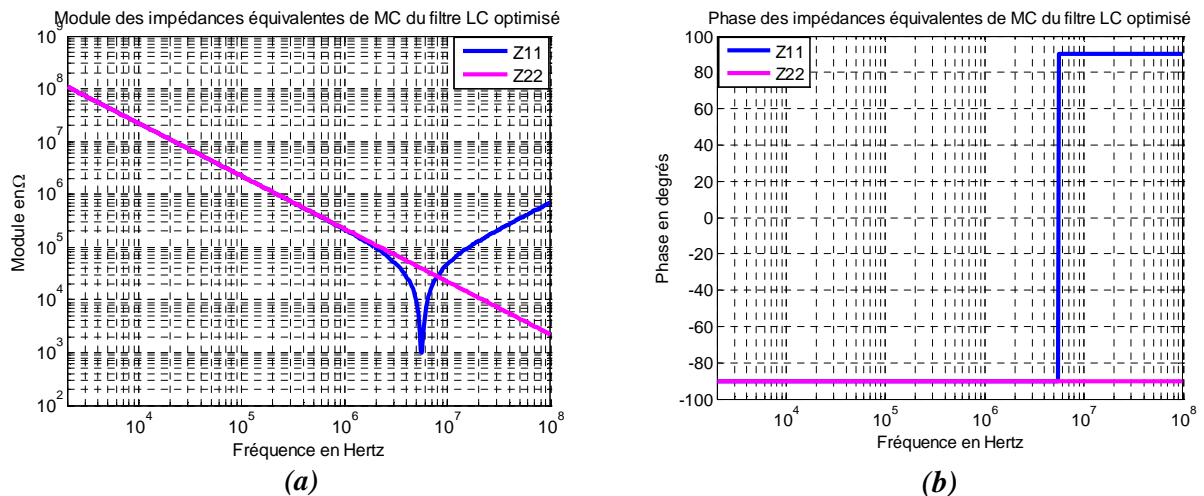 Module des impédances équivalentes de MC du filtre LC optimisé
10^9
10^8
10^7
10^6
10^5
10^4
10^3
10^2
Module enΩ
10^4 10^5 10^6 10^7 10^8
Fréquence en Hertz
Z11
Z22
(a)
Phase des impédances équivalentes de MC du filtre LC optimisé
100
80
60
40
20
0
-20
-40
-60
-80
-100
Phase en degrés
10^4 10^5 10^6 10^7 10^8
Fréquence en Hertz
Z11
Z22
(b)